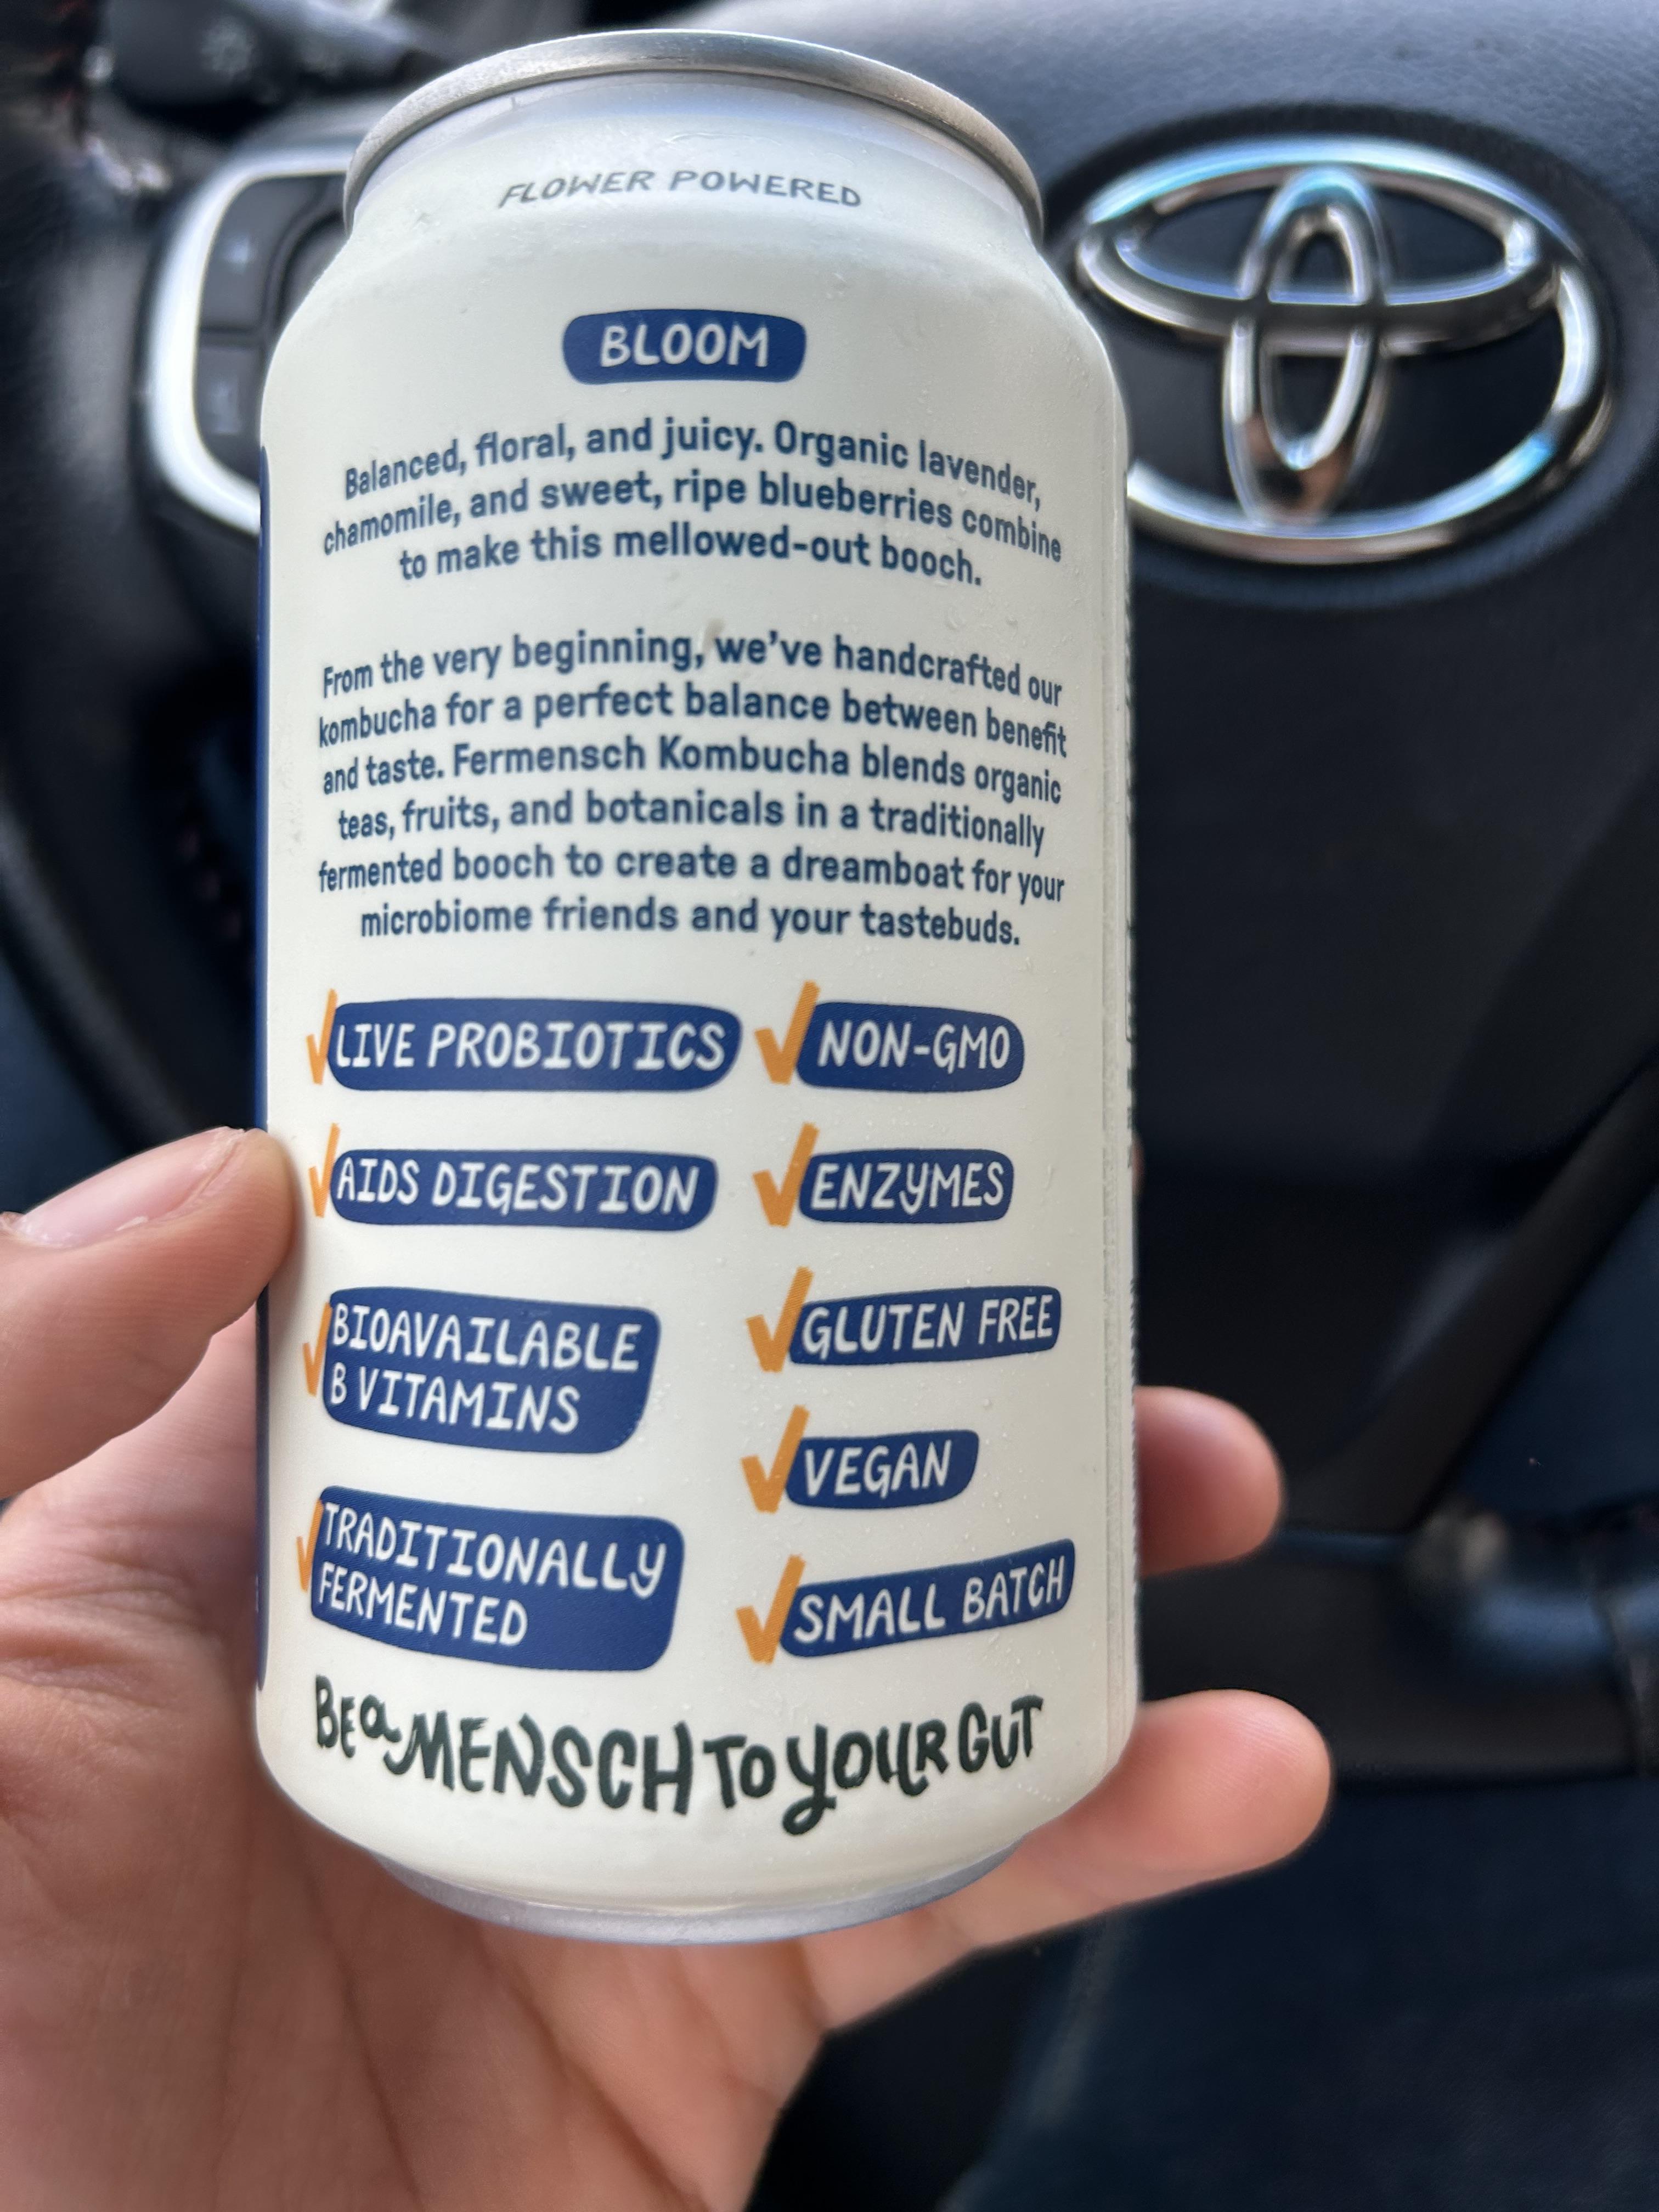 FLOWER POWERED
BLOOM
Balanced, floral, and juicy. Organic lavender,
chamomile, and sweet, ripe blueberries combine
to make this mellowed-out booch.
From the very beginning, we've handcrafted our
kombucha for a perfect balance between benefit
and taste. Fermensch Kombucha blends organic
teas, fruits, and botanicals in a traditionally
fermented booch to create a dreamboat for your
microbiome friends and your tastebuds.
LIVE PROBIOTICS
AIDS DIGESTION
BIOAVAILABLE
B VITAMINS
TRADITIONALLY
FERMENTED
NON-GMO
ENZYMES
GLUTEN FREE
VEGAN
SMALL BATCH
BE a MENSCH TO YOUR GUT